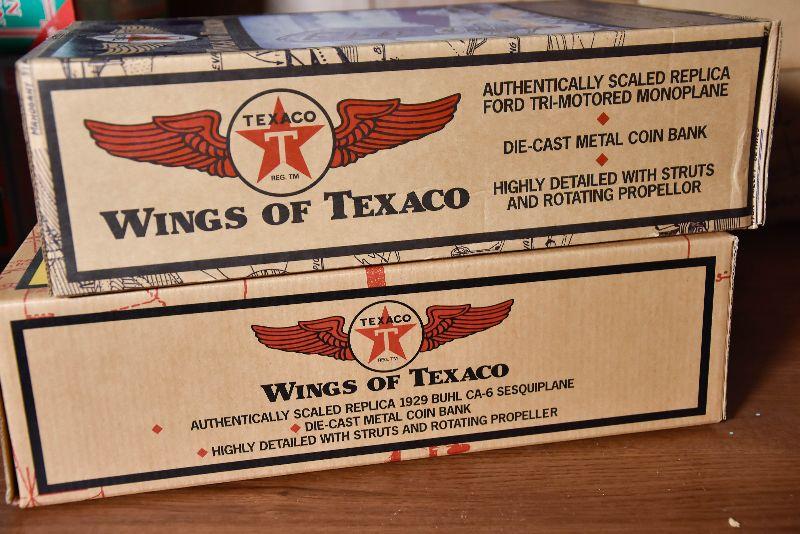 TEXACO
T
REG. TM
WINGS OF TEXACO
AUTHENTICALLY SCALED REPLICA
FORD TRI-MOTORED MONOPLANE
DIE-CAST METAL COIN BANK
HIGHLY DETAILED WITH STRUTS
AND ROTATING PROPELLOR
TEXACO
T
REG. TM
WINGS OF TEXACO
AUTHENTICALLY SCALED REPLICA 1929 BUHL CA-6 SESQUIPLANE
DIE-CAST METAL COIN BANK
HIGHLY DETAILED WITH STRUTS AND ROTATING PROPELLER